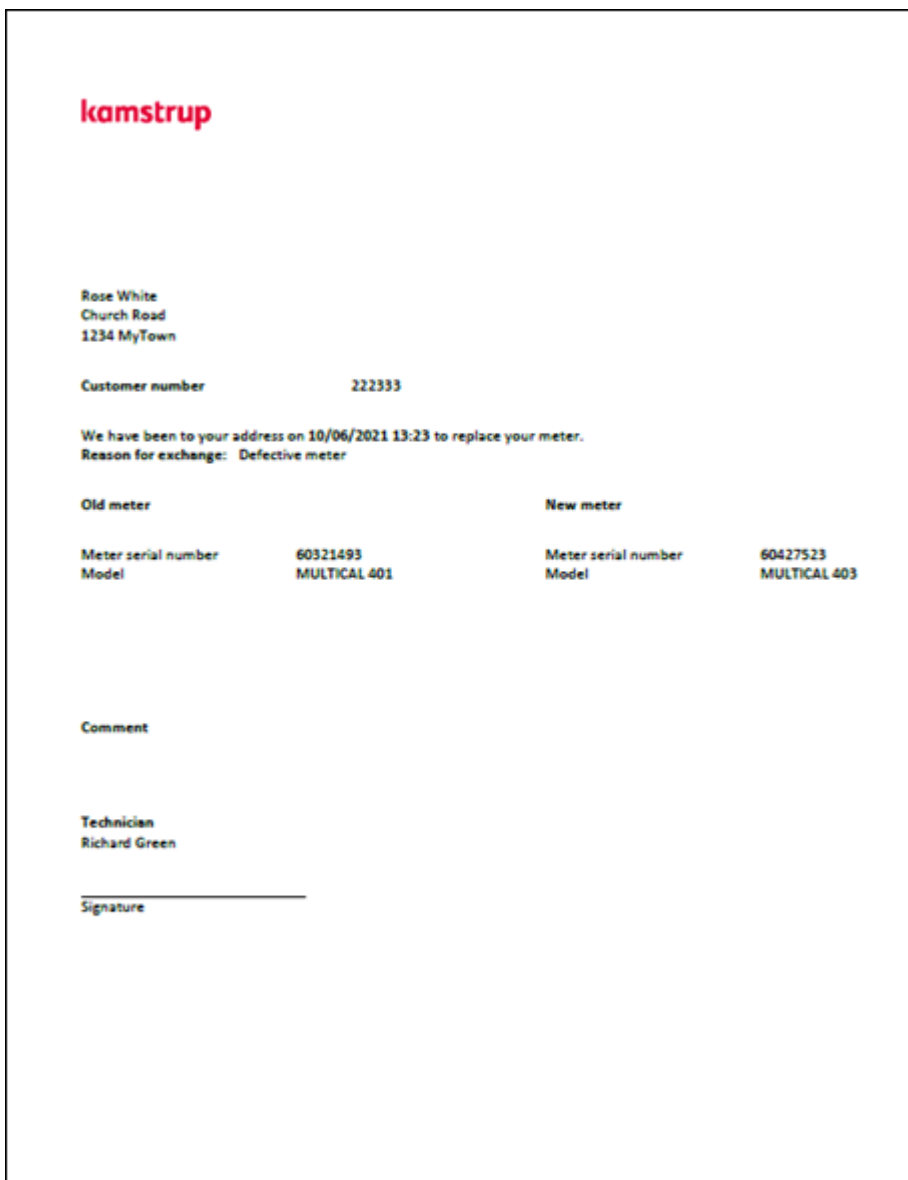 kamstrup
Rose White
Church Road
1234 MyTown
Customer number 222333
We have been to your address on 10/06/2021 13:23 to replace your meter.
Reason for exchange: Defective meter
Old meter New meter
Meter serial number 60321493 Meter serial number 60427523
Model MULTICAL 401 Model MULTICAL 403
Comment
Technician
Richard Green
Signature